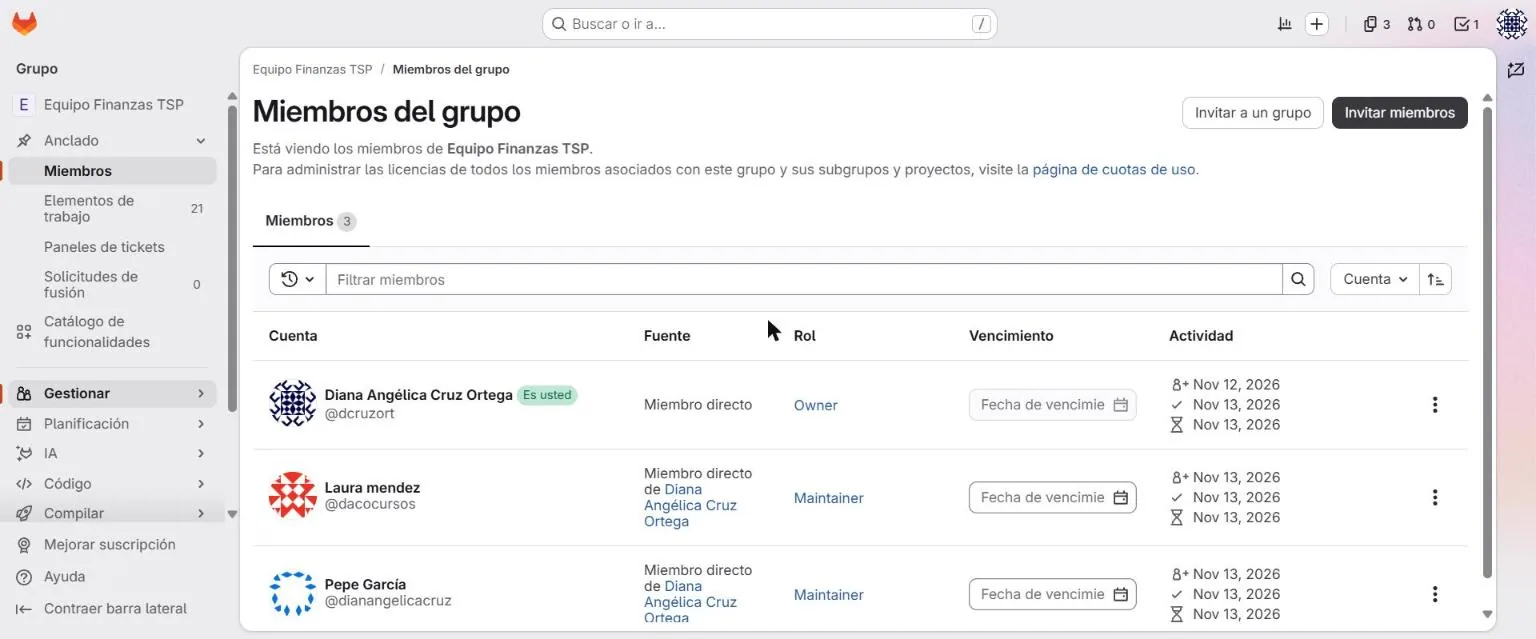 Buscar o ir a...
/
3
0
1
Grupo
E Equipo Finanzas TSP
Anclado
Miembros
Elementos de
trabajo
21
Paneles de tickets
Solicitudes de
fusión
0
Catálogo de
funcionalidades
Gestionar
Planificación
IA
Código
Compilar
Mejorar suscripción
Ayuda
Contraer barra lateral
Equipo Finanzas TSP / Miembros del grupo
Miembros del grupo
Invitar a un grupo
Invitar miembros
Está viendo los miembros de Equipo Finanzas TSP.
Para administrar las licencias de todos los miembros asociados con este grupo y sus subgrupos y proyectos, visite la página de cuotas de uso.
Miembros 3
Filtrar miembros
Cuenta
Cuenta Fuente Rol Vencimiento Actividad
Diana Angélica Cruz Ortega Es usted
@dcruzort
Miembro directo
Owner
Fecha de vencimie
Nov 12, 2026
Nov 13, 2026
Nov 13, 2026
Laura mendez
@dacocursos
Miembro directo
de Diana
Angélica Cruz
Ortega
Maintainer
Fecha de vencimie
Nov 13, 2026
Nov 13, 2026
Nov 13, 2026
Pepe García
@dianangelicacruz
Miembro directo
de Diana
Angélica Cruz
Ortega
Maintainer
Fecha de vencimie
Nov 13, 2026
Nov 13, 2026
Nov 13, 2026